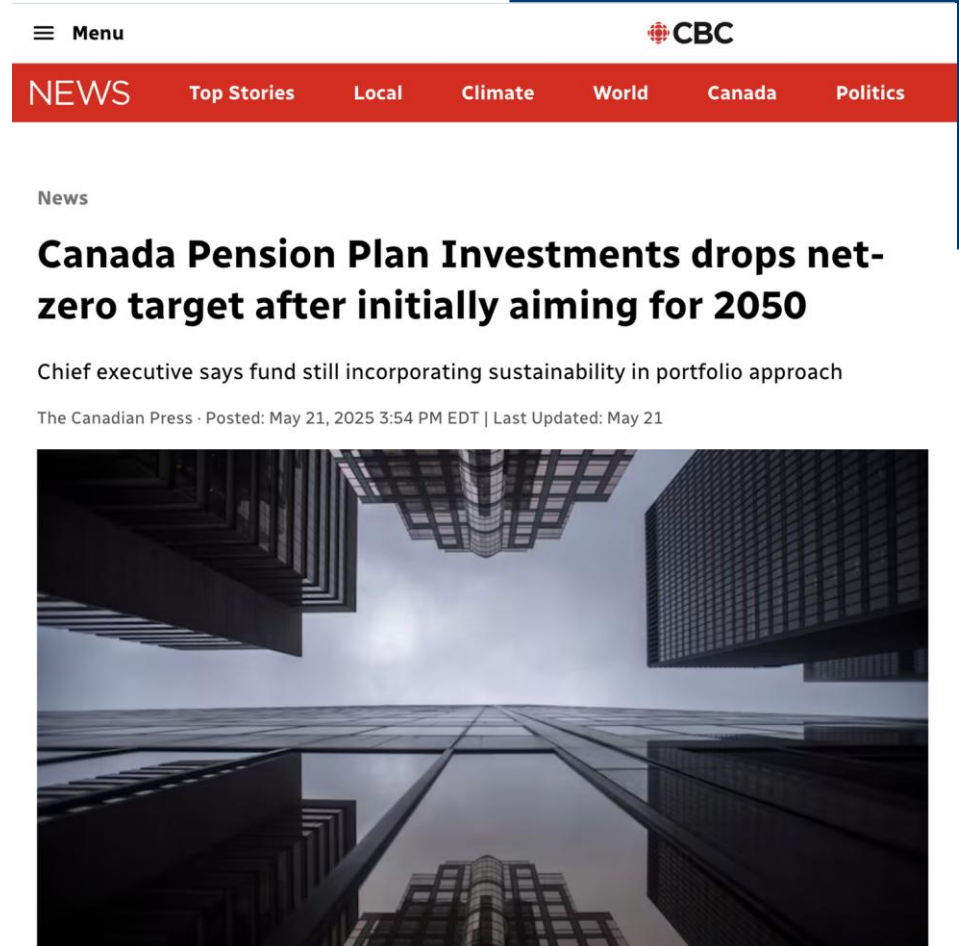 Menu
CBC
NEWS Top Stories Local Climate World Canada Politics
News
Canada Pension Plan Investments drops net-
zero target after initially aiming for 2050
Chief executive says fund still incorporating sustainability in portfolio approach
The Canadian Press · Posted: May 21, 2025 3:54 PM EDT | Last Updated: May 21